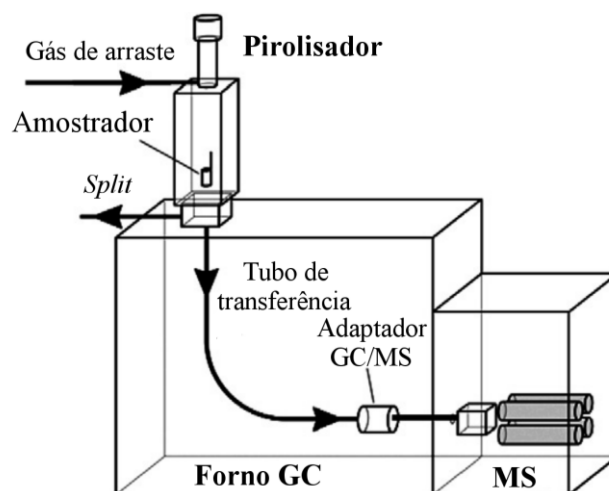 Gás de arraste
Pirolisador
Amostrador
Split
Tubo de
transferência
Adaptador
GC/MS
Forno GC
MS